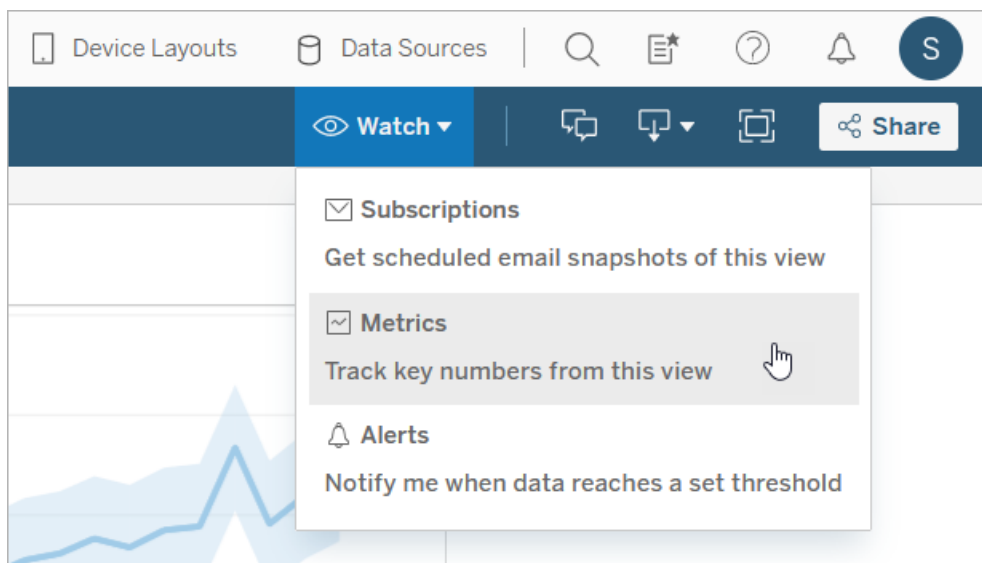 Device Layouts
Data Sources
S
Watch
Share
Subscriptions
Get scheduled email snapshots of this view
Metrics
Track key numbers from this view
Alerts
Notify me when data reaches a set threshold